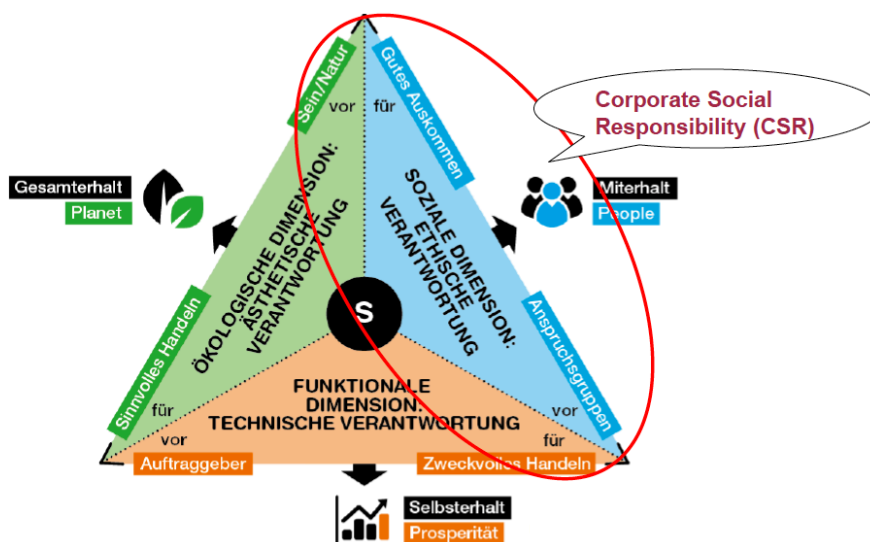 Corporate Social
Responsibility (CSR)
Sein/Natur
vor
für
Gutes Auskommen
Gesamterhalt
Planet
Miterhalt
People
ÖKOLOGISCHE DIMENSION:
ÄSTHETISCHE
VERANTWORTUNG
SOZIALE DIMENSION:
ETHISCHE
VERANTWORTUNG
S
Sinnvolles Handeln
für
vor
Anspruchsgruppen
vor
für
FUNKTIONALE
DIMENSION:
TECHNISCHE VERANTWORTUNG
Auftraggeber
Zweckvolles Handeln
Selbsterhalt
Prosperität